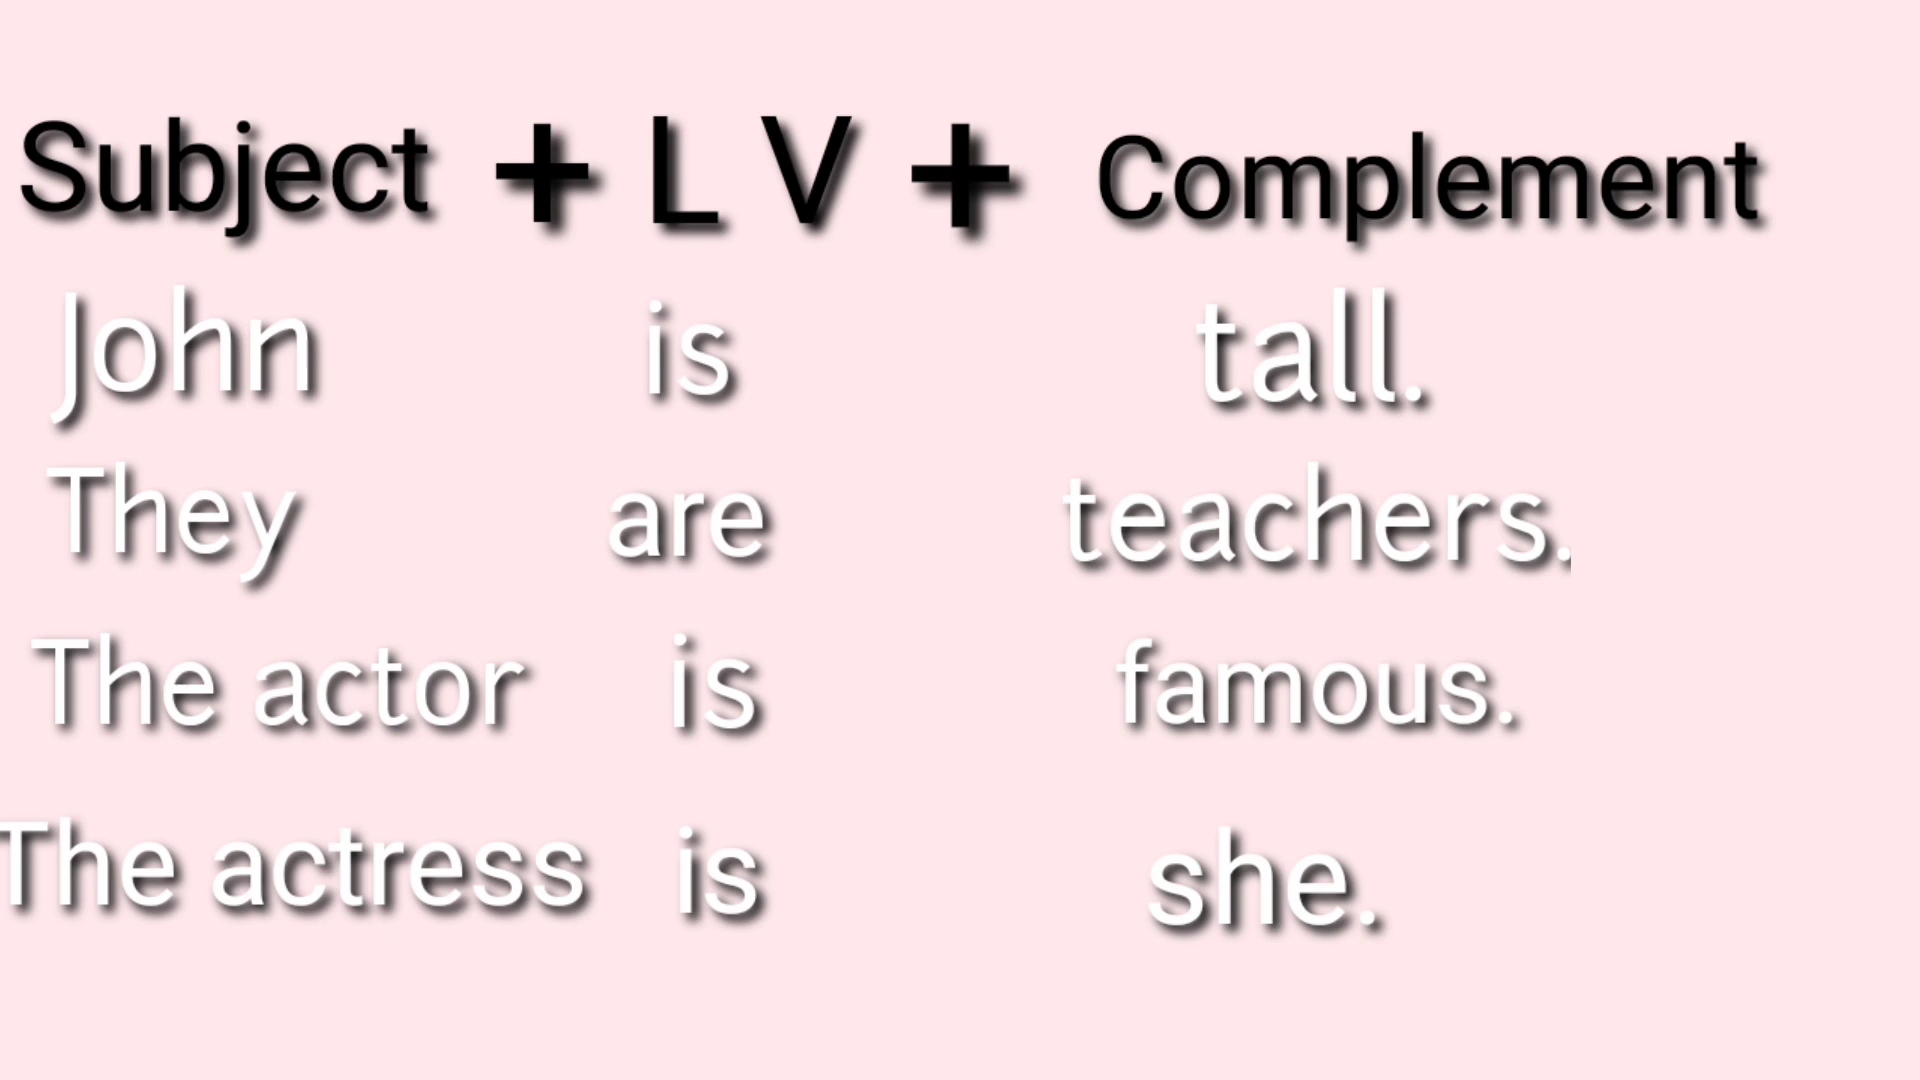 Subject + L V + Complement
John is tall.
They are teachers.
The actor is famous.
The actress is she.